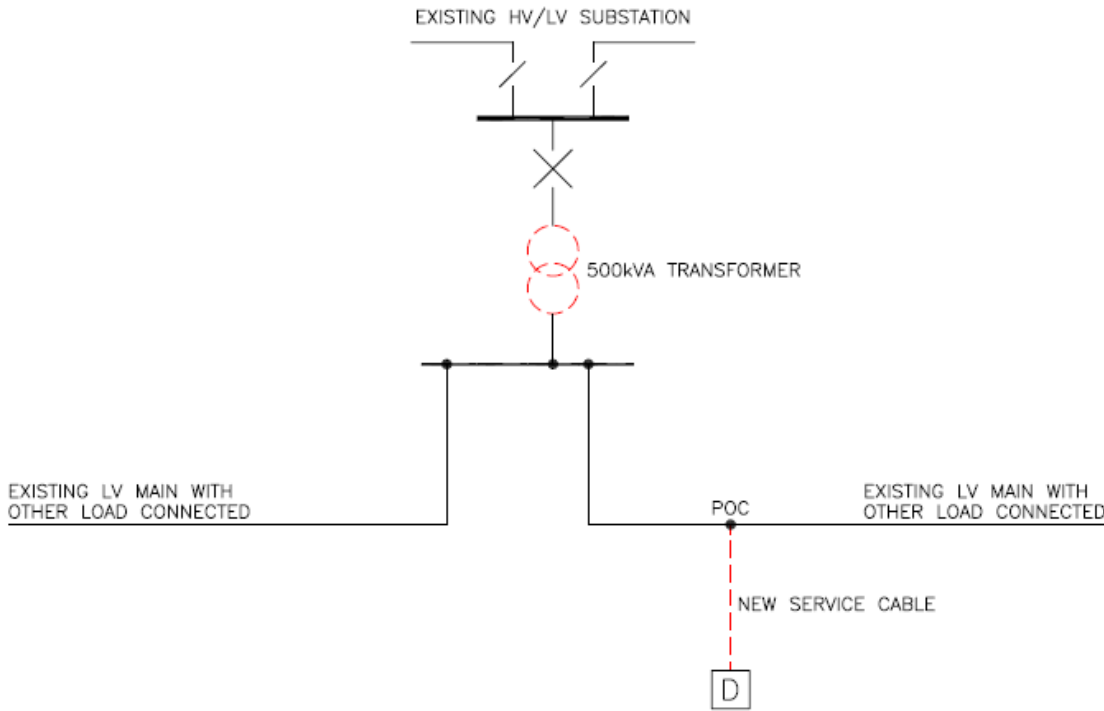 EXISTING HV/LV SUBSTATION
500kVA TRANSFORMER
EXISTING LV MAIN WITH
OTHER LOAD CONNECTED
POC
EXISTING LV MAIN WITH
OTHER LOAD CONNECTED
NEW SERVICE CABLE
D